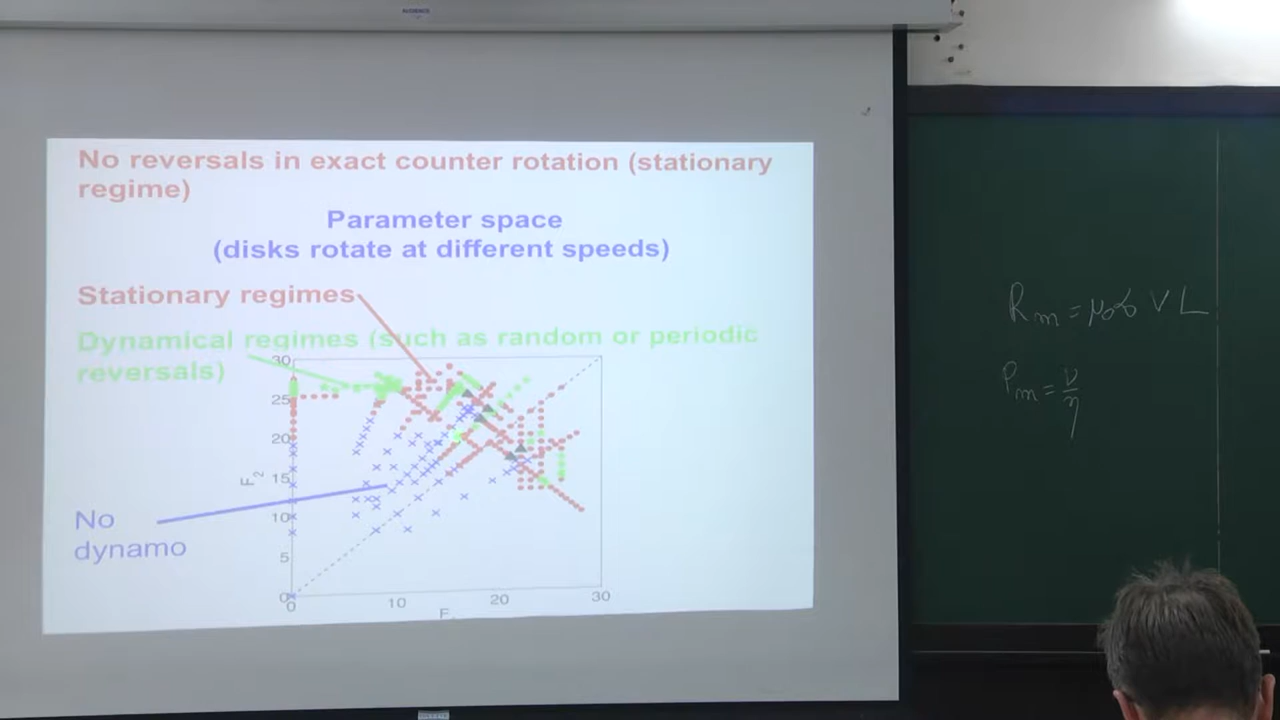 No reversals in exact counter rotation (stationary
regime)
Parameter space
(disks rotate at different speeds)
Stationary regimes
Dynamical regimes (such as random or periodic
reversals)
No
dynamo
30
25
20
15
10
5
0
F2
0
10
20
30
F
Rm = μ0σ V L
Pm = ν/η